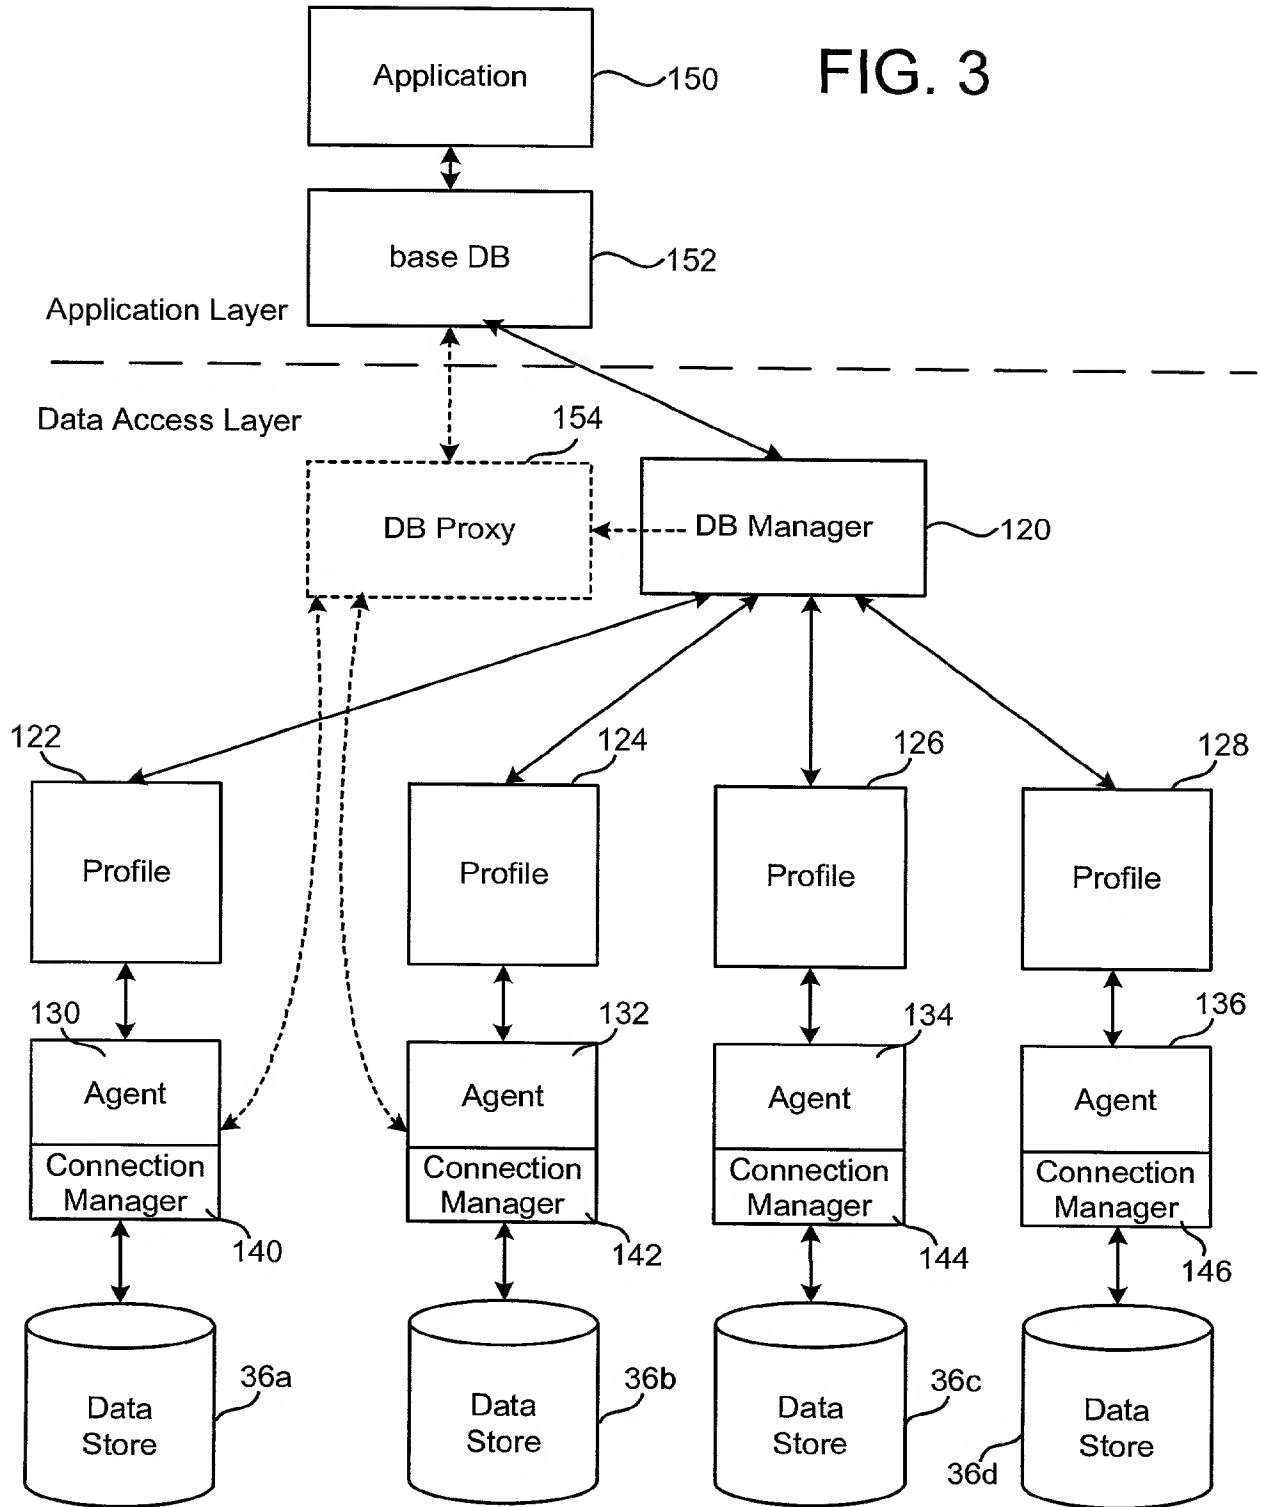 FIG. 3
Application
150
base DB
152
Application Layer
Data Access Layer
154
DB Proxy
DB Manager
120
122
124
126
128
Profile
Profile
Profile
Profile
130
132
134
136
Agent
Agent
Agent
Agent
Connection
Manager
Connection
Manager
Connection
Manager
Connection
Manager
140
142
144
146
36a
36b
36c
36d
Data
Store
Data
Store
Data
Store
Data
Store